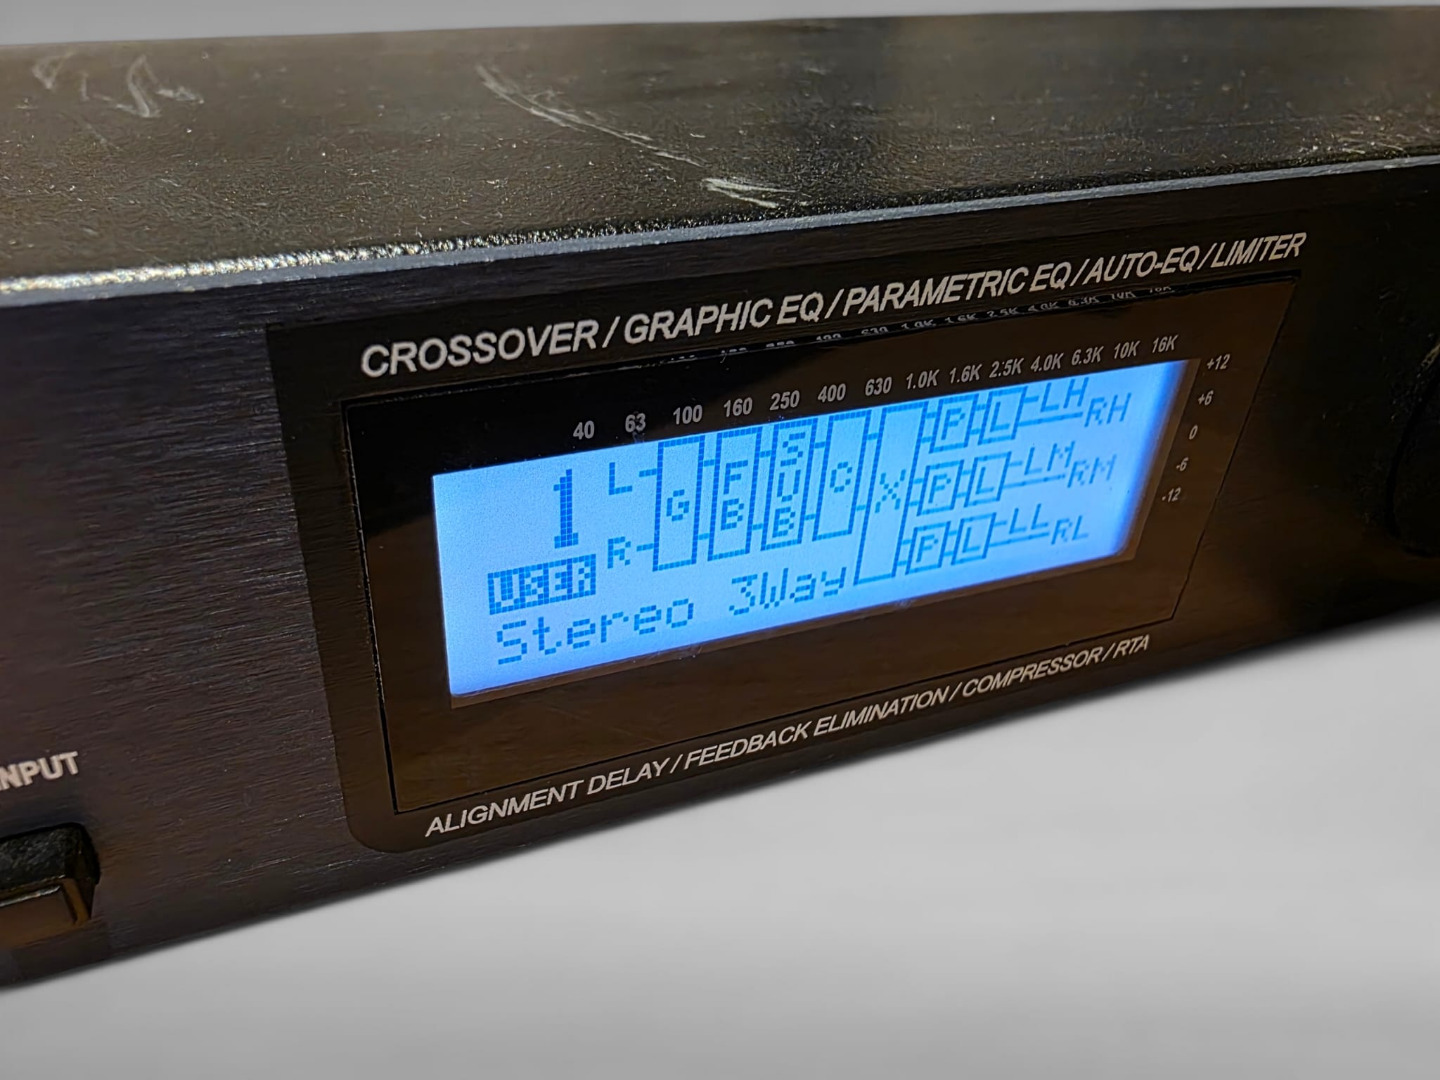 CROSSOVER / GRAPHIC EQ / PARAMETRIC EQ / AUTO-EQ / LIMITER
40 63 100 160 250 400 630 1.0K 1.6K 2.5K 4.0K 6.3K 10K 16K
+12
+6
0
-6
-12
1 L G FB SUB C X P L LH RH
P L LM RM
USER R P L LL RL
Stereo 3Way
ALIGNMENT DELAY / FEEDBACK ELIMINATION / COMPRESSOR / RTA
INPUT